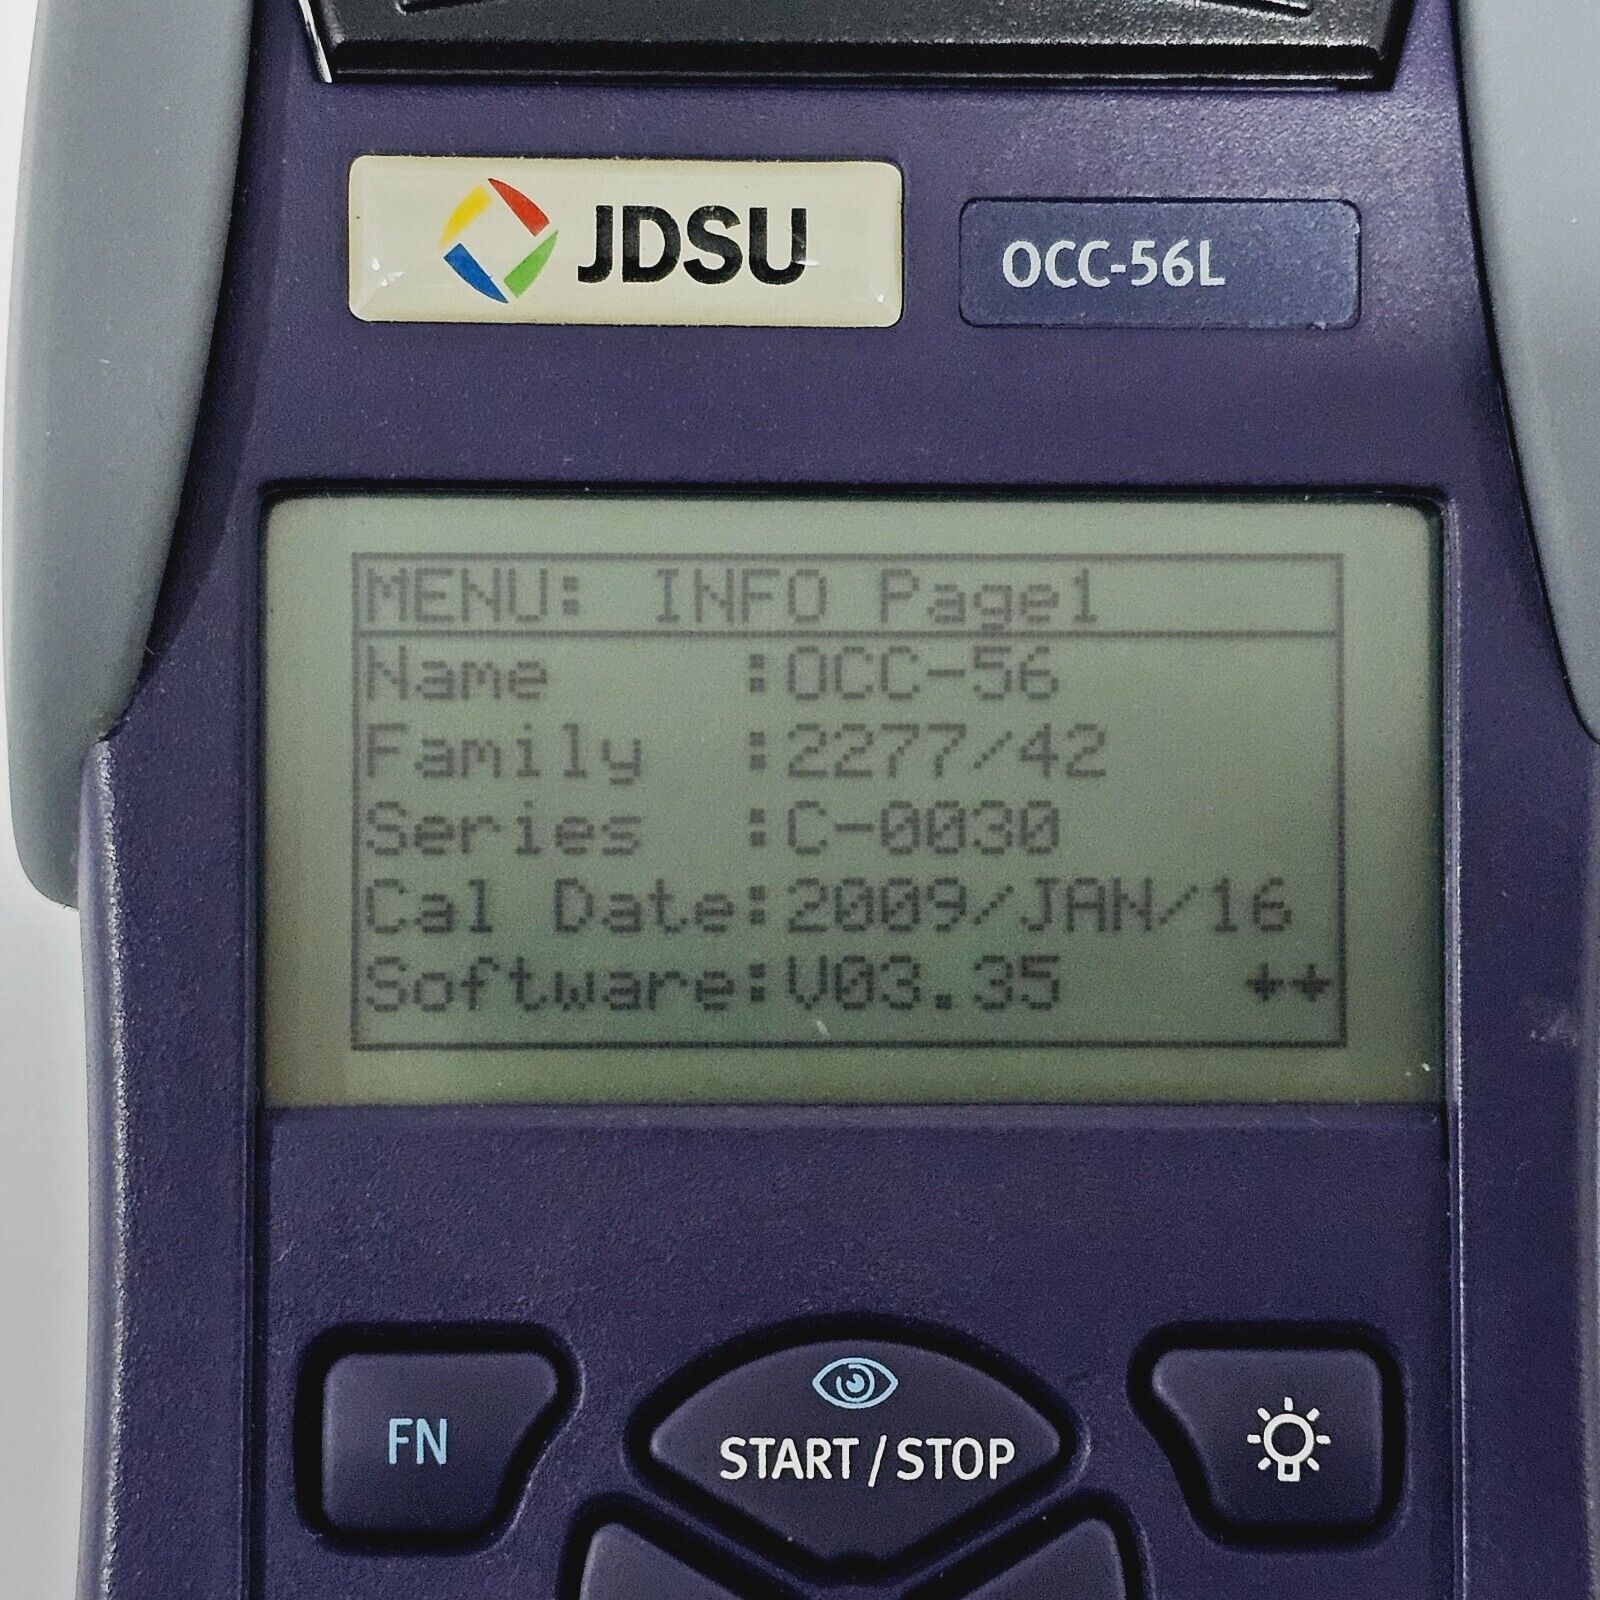 JDSU
OCC-56L
MENU: INFO Page1
Name :OCC-56
Family :2277/42
Series :C-0030
Cal Date:2009/JAN/16
Software:V03.35
FN
START/STOP